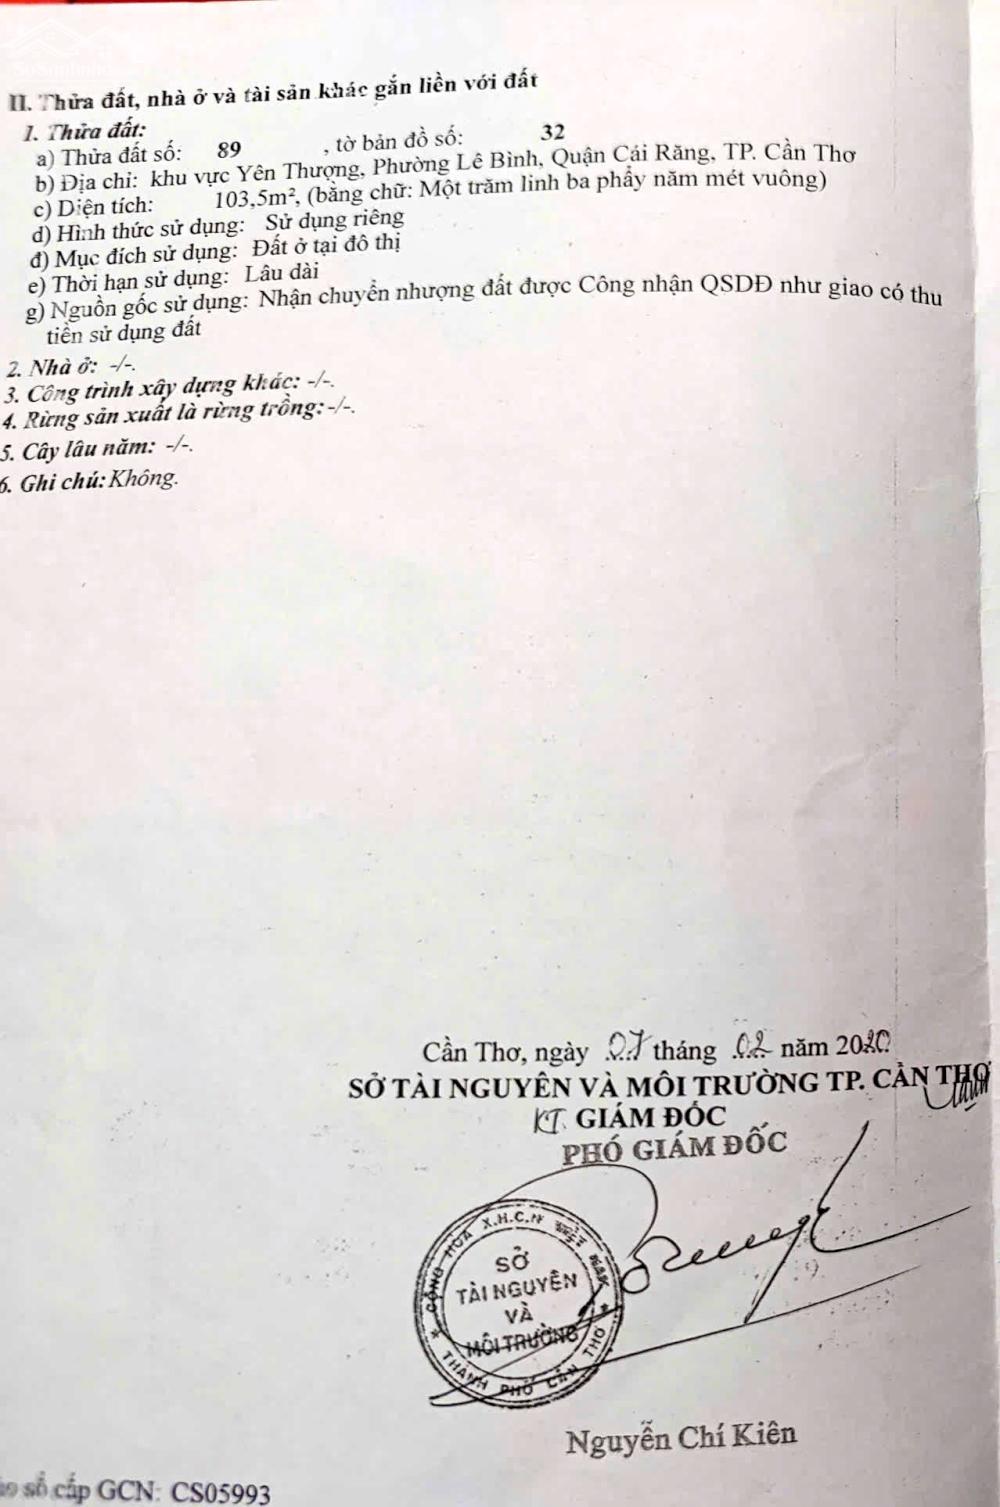 II. Thửa đất, nhà ở và tài sản khác gắn liền với đất
1. Thửa đất:
a) Thửa đất số: 89 , tờ bản đồ số: 32
b) Địa chỉ: khu vực Yên Thượng, Phường Lê Bình, Quận Cái Răng, TP. Cần Thơ
c) Diện tích: 103,5m², (bằng chữ: Một trăm linh ba phẩy năm mét vuông)
d) Hình thức sử dụng: Sử dụng riêng
đ) Mục đích sử dụng: Đất ở tại đô thị
e) Thời hạn sử dụng: Lâu dài
g) Nguồn gốc sử dụng: Nhận chuyển nhượng đất được Công nhận QSDĐ như giao có thu
tiền sử dụng đất
2. Nhà ở: -/-.
3. Công trình xây dựng khác: -/-.
4. Rừng sản xuất là rừng trồng: -/-.
5. Cây lâu năm: -/-.
6. Ghi chú: Không.
Cần Thơ, ngày 07 tháng 02 năm 2020
SỞ TÀI NGUYÊN VÀ MÔI TRƯỜNG TP. CẦN THƠ
KT. GIÁM ĐỐC
PHÓ GIÁM ĐỐC
CỘNG HÒA X.H.C.N VIỆT NAM
SỞ
TÀI NGUYÊN
VÀ
MÔI TRƯỜNG
THÀNH PHỐ CẦN THƠ
Nguyễn Chí Kiên
số cấp GCN: CS05993